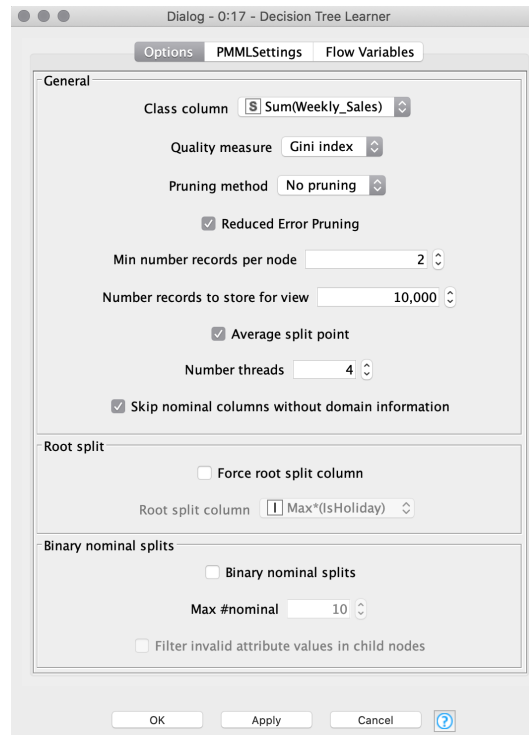 Dialog - 0:17 - Decision Tree Learner
Options PMMLSettings Flow Variables
General
Class column S Sum(Weekly_Sales)
Quality measure Gini index
Pruning method No pruning
Reduced Error Pruning
Min number records per node 2
Number records to store for view 10,000
Average split point
Number threads 4
Skip nominal columns without domain information
Root split
Force root split column
Root split column I Max*(IsHoliday)
Binary nominal splits
Binary nominal splits
Max #nominal 10
Filter invalid attribute values in child nodes
OK Apply Cancel ?